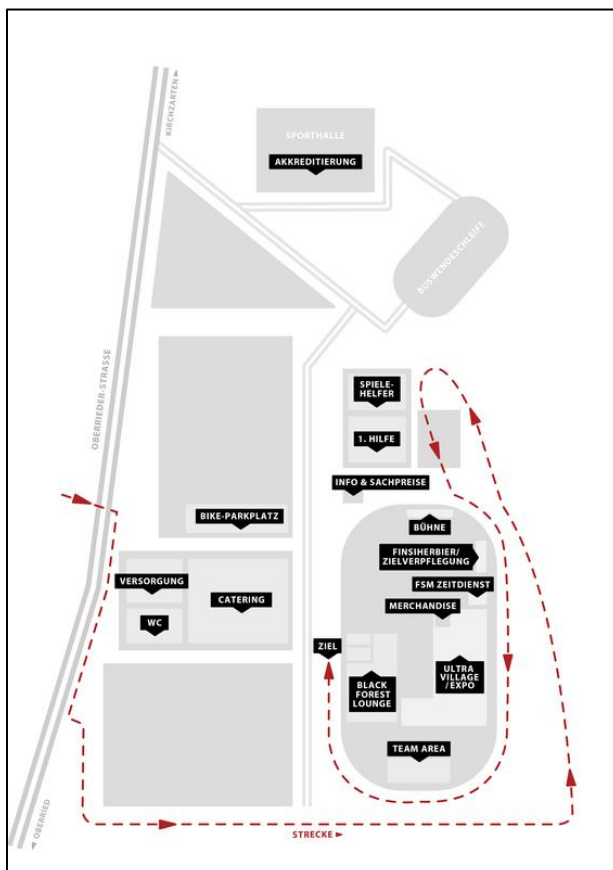 KIRCHZARTEN
SPORTHALLE
AKKREDITIERUNG
BUSWENDESCHLEIFE
OBERRIEDER-STRASSE
SPIELE-
HELFER
1. HILFE
INFO & SACHPREISE
BIKE-PARKPLATZ
BÜHNE
FINSIHERBIER/
ZIELVERPFLEGUNG
VERSORGUNG
FSM ZEITDIENST
CATERING
MERCHANDISE
WC
ZIEL
ULTRA
VILLAGE
/EXPO
BLACK
FOREST
LOUNGE
TEAM AREA
OBERRIED
STRECKE